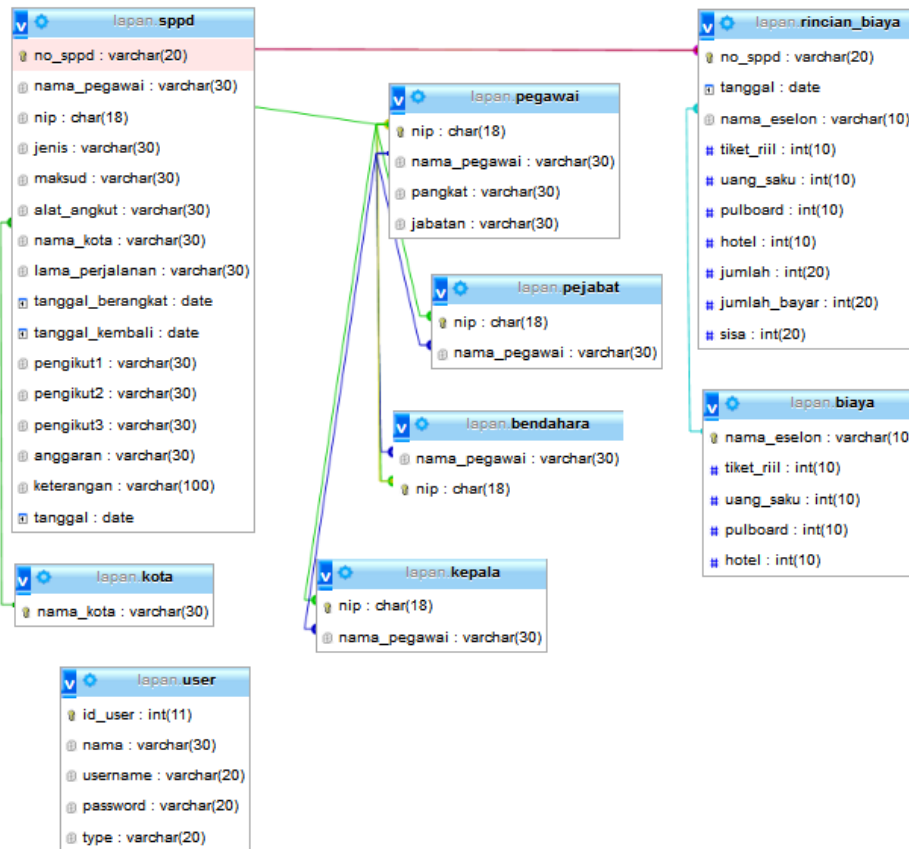 lapan.sppd
no_sppd : varchar(20)
nama_pegawai : varchar(30)
nip : char(18)
jenis : varchar(30)
maksud : varchar(30)
alat_angkut : varchar(30)
nama_kota : varchar(30)
lama_perjalanan : varchar(30)
tanggal_berangkat : date
tanggal_kembali : date
pengikut1 : varchar(30)
pengikut2 : varchar(30)
pengikut3 : varchar(30)
anggaran : varchar(30)
keterangan : varchar(100)
tanggal : date
lapan.kota
nama_kota : varchar(30)
lapan.user
id_user : int(11)
nama : varchar(30)
username : varchar(20)
password : varchar(20)
type : varchar(20)
lapan.pegawai
nip : char(18)
nama_pegawai : varchar(30)
pangkat : varchar(30)
jabatan : varchar(30)
lapan.pejabat
nip : char(18)
nama_pegawai : varchar(30)
lapan.bendahara
nama_pegawai : varchar(30)
nip : char(18)
lapan.kepala
nip : char(18)
nama_pegawai : varchar(30)
lapan.rincian_biaya
no_sppd : varchar(20)
tanggal : date
nama_eselon : varchar(10)
tiket_riil : int(10)
uang_saku : int(10)
pulboard : int(10)
hotel : int(10)
jumlah : int(20)
jumlah_bayar : int(20)
sisa : int(20)
lapan.biaya
nama_eselon : varchar(10
tiket_riil : int(10)
uang_saku : int(10)
pulboard : int(10)
hotel : int(10)